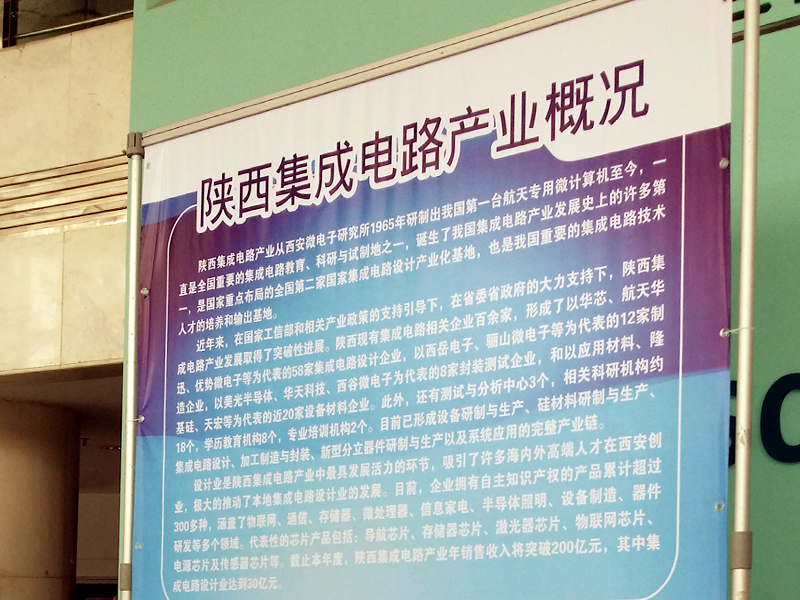 陕西集成电路产业概况
陕西集成电路产业从西安微电子研究所1965年研制出我国第一台航天专用微计算机至今，一
直是全国重要的集成电路教育、科研与试制地之一，诞生了我国集成电路产业发展史上的许多第
一，是国家重点布局的全国第二家国家集成电路设计产业化基地，也是我国重要的集成电路技术
人才的培养和输出基地。
近年来，在国家工信部和相关产业政策的支持引导下，在省委省政府的大力支持下，陕西集
成电路产业发展取得了突破性进展。陕西现有集成电路相关企业百余家，形成了以华芯、航天华
迅、优势微电子等为代表的58家集成电路设计企业，以西岳电子、骊山微电子等为代表的12家制
造企业，以美光半导体、华天科技、西谷微电子为代表的8家封装测试企业，和以应用材料、隆
基硅、天宏等为代表的近20家设备材料企业。此外，还有测试与分析中心3个，相关科研机构约
18个，学历教育机构8个，专业培训机构2个。目前已形成设备研制与生产、硅材料研制与生产、
集成电路设计、加工制造与封装、新型分立器件研制与生产以及系统应用的完整产业链。
设计业是陕西集成电路产业中最具发展活力的环节，吸引了许多海内外高端人才在西安创
业，极大的推动了本地集成电路设计业的发展。目前，企业拥有自主知识产权的产品累计超过
300多种，涵盖了物联网、通信、存储器、微处理器、信息家电、半导体照明、设备制造、器件
研发等多个领域。代表性的芯片产品包括：导航芯片、存储器芯片、激光器芯片、物联网芯片、
电源芯片及传感器芯片等。截止本年度，陕西集成电路产业年销售收入将突破200亿元，其中集
成电路设计业达到30亿元。